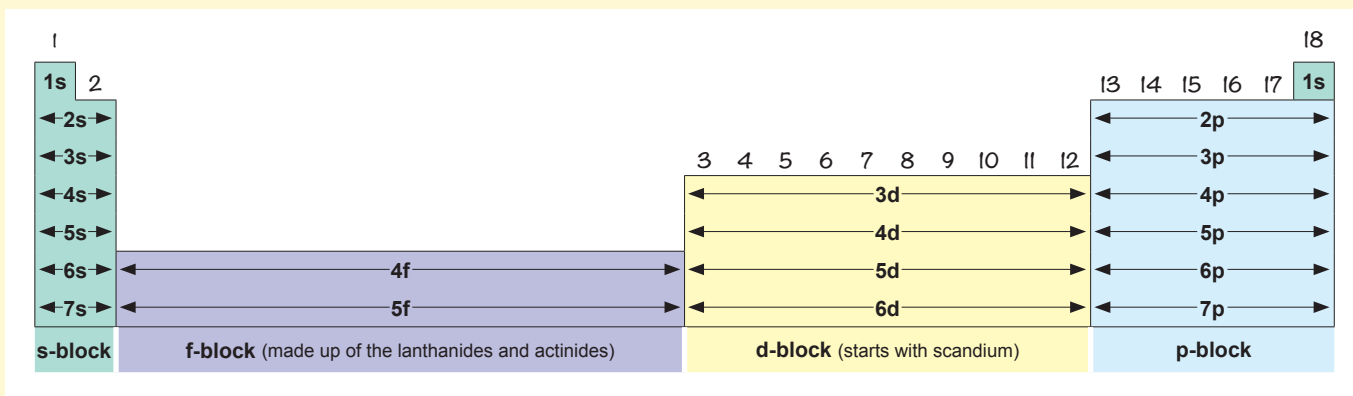 1 18
1s 2 13 14 15 16 17 1s
2s 2p
3s 3 4 5 6 7 8 9 10 11 12 3p
4s 3d 4p
5s 4d 5p
6s 4f 5d 6p
7s 5f 6d 7p
s-block f-block (made up of the lanthanides and actinides) d-block (starts with scandium) p-block